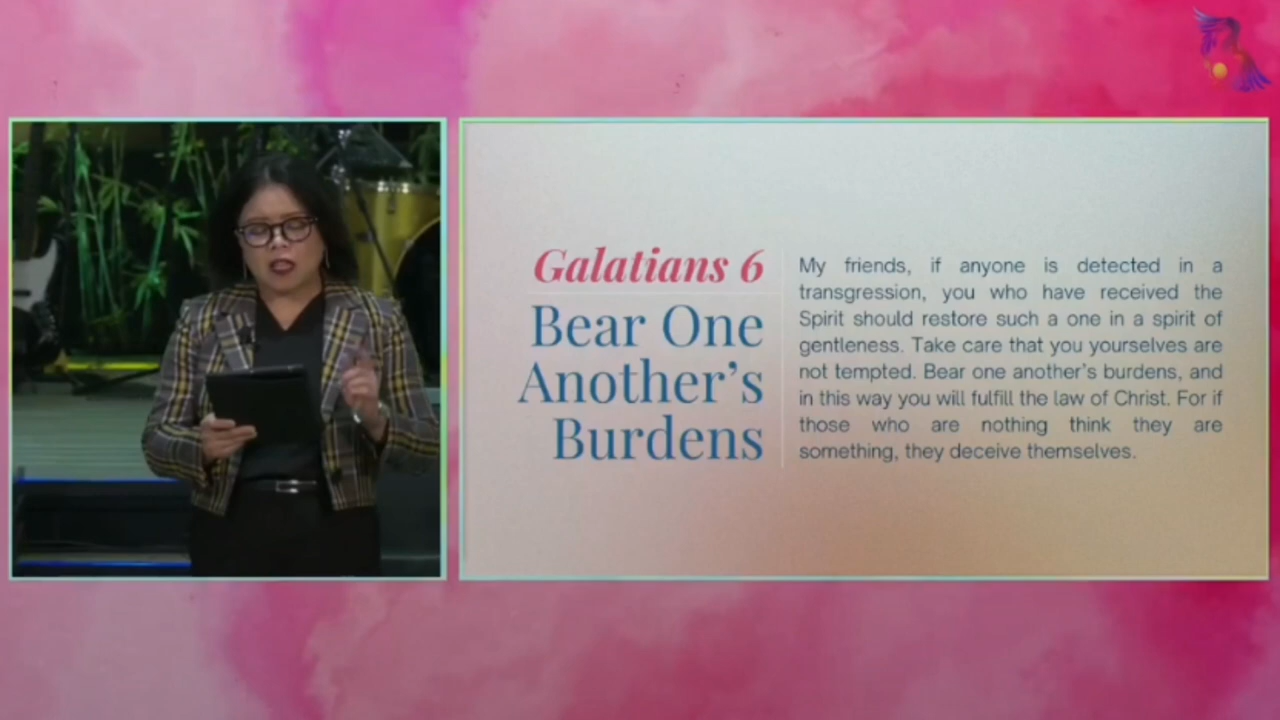 Galatians 6
Bear One
Another's
Burdens
My friends, if anyone is detected in a
transgression, you who have received the
Spirit should restore such a one in a spirit of
gentleness. Take care that you yourselves are
not tempted. Bear one another's burdens, and
in this way you will fulfill the law of Christ. For if
those who are nothing think they are
something, they deceive themselves.